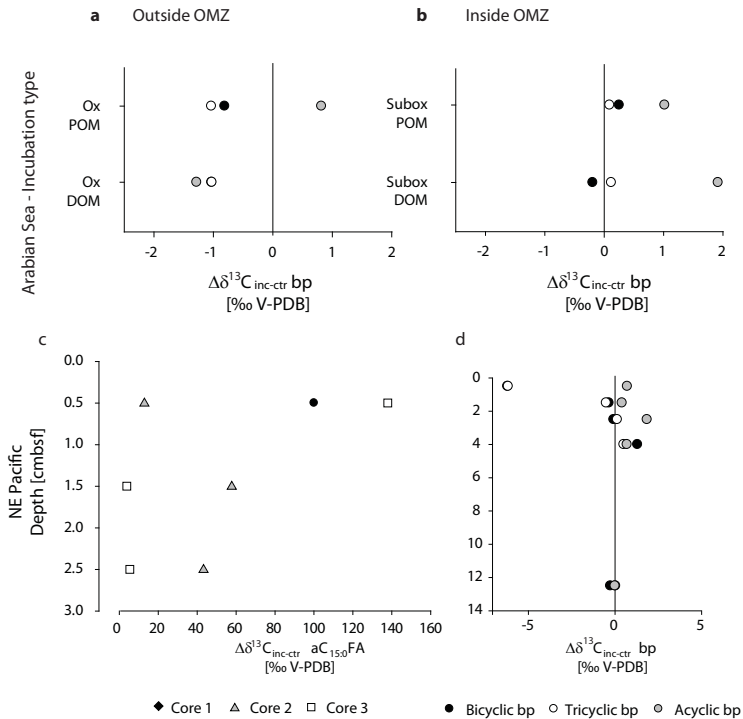 a Outside OMZ
b Inside OMZ
Arabian Sea - Incubation type
Ox
POM
Ox
DOM
-2 -1 0 1 2
Δδ¹³C inc-ctr bp
[‰ V-PDB]
Subox
POM
Subox
DOM
-2 -1 0 1 2
Δδ¹³C inc-ctr bp
[‰ V-PDB]
c
NE Pacific
Depth [cmbsf]
0.0
0.5
1.0
1.5
2.0
2.5
3.0
0 20 40 60 80 100 120 140 160
Δδ¹³C inc-ctr aC15:0FA
[‰ V-PDB]
Core 1 Core 2 Core 3
d
0
2
4
6
8
10
12
14
-5 0 5
Δδ¹³C inc-ctr bp
[‰ V-PDB]
Bicyclic bp Tricyclic bp Acyclic bp